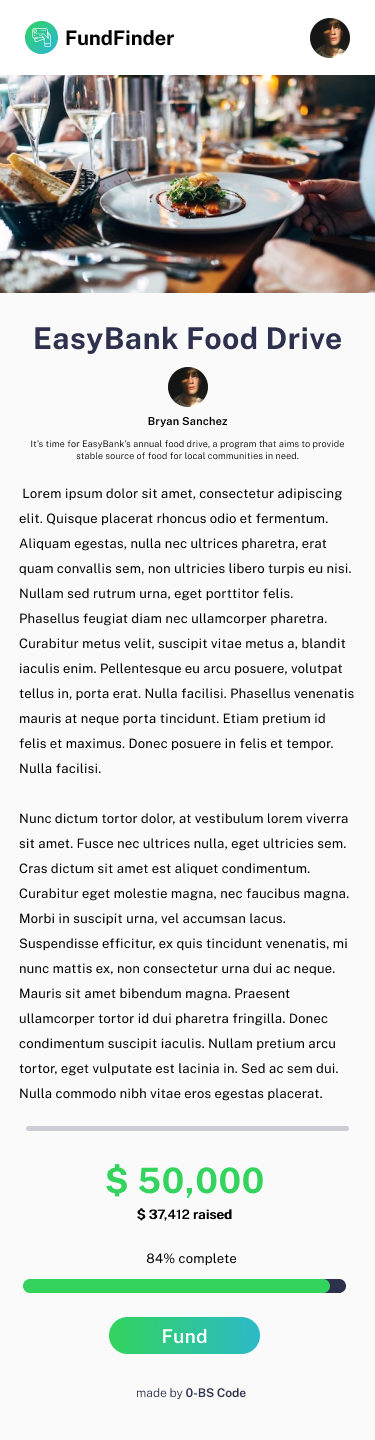 FundFinder
EasyBank Food Drive
Bryan Sanchez
It's time for EasyBank's annual food drive, a program that aims to provide
stable source of food for local communities in need.
Lorem ipsum dolor sit amet, consectetur adipiscing
elit. Quisque placerat rhoncus odio et fermentum.
Aliquam egestas, nulla nec ultrices pharetra, erat
quam convallis sem, non ultricies libero turpis eu nisi.
Nullam sed rutrum urna, eget porttitor felis.
Phasellus feugiat diam nec ullamcorper pharetra.
Curabitur metus velit, suscipit vitae metus a, blandit
iaculis enim. Pellentesque eu arcu posuere, volutpat
tellus in, porta erat. Nulla facilisi. Phasellus venenatis
mauris at neque porta tincidunt. Etiam pretium id
felis et maximus. Donec posuere in felis et tempor.
Nulla facilisi.
Nunc dictum tortor dolor, at vestibulum lorem viverra
sit amet. Fusce nec ultrices nulla, eget ultricies sem.
Cras dictum sit amet est aliquet condimentum.
Curabitur eget molestie magna, nec faucibus magna.
Morbi in suscipit urna, vel accumsan lacus.
Suspendisse efficitur, ex quis tincidunt venenatis, mi
nunc mattis ex, non consectetur urna dui ac neque.
Mauris sit amet bibendum magna. Praesent
ullamcorper tortor id dui pharetra fringilla. Donec
condimentum suscipit iaculis. Nullam pretium arcu
tortor, eget vulputate est lacinia in. Sed ac sem dui.
Nulla commodo nibh vitae eros egestas placerat.
$ 50,000
$ 37,412 raised
84% complete
Fund
made by 0-BS Code